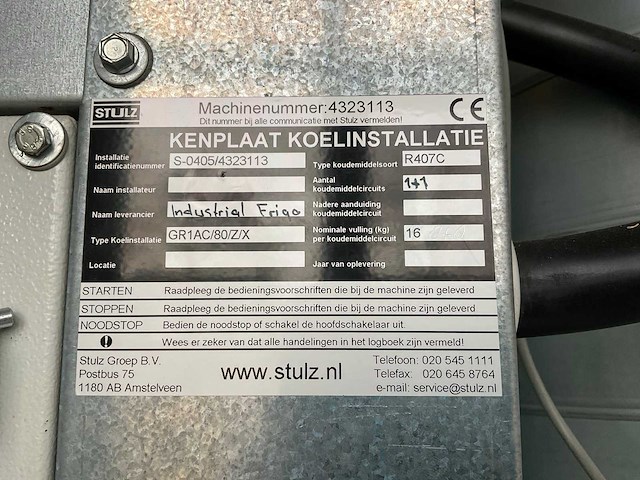 STULZ
Machinenummer:4323113
Dit nummer bij alle communicatie met Stulz vermelden!
CE
KENPLAAT KOELINSTALLATIE
Installatie identificatienummer S-0405/4323113
Type koudemiddelsoort R407C
Naam installateur
Aantal koudemiddelcircuits 1+1
Naam leverancier Industrial Frigo
Nadere aanduiding koudemiddelcircuit
Type Koelinstallatie GR1AC/80/Z/X
Nominale vulling (kg) per koudemiddelcircuit 16
Locatie
Jaar van oplevering
STARTEN Raadpleeg de bedieningsvoorschriften die bij de machine zijn geleverd
STOPPEN Raadpleeg de bedieningsvoorschriften die bij de machine zijn geleverd
NOODSTOP Bedien de noodstop of schakel de hoofdschakelaar uit.
! Wees er zeker van dat alle handelingen in het logboek zijn vermeld!
Stulz Groep B.V.
Postbus 75
1180 AB Amstelveen
www.stulz.nl
Telefoon: 020 545 1111
Telefax: 020 645 8764
e-mail: service@stulz.nl